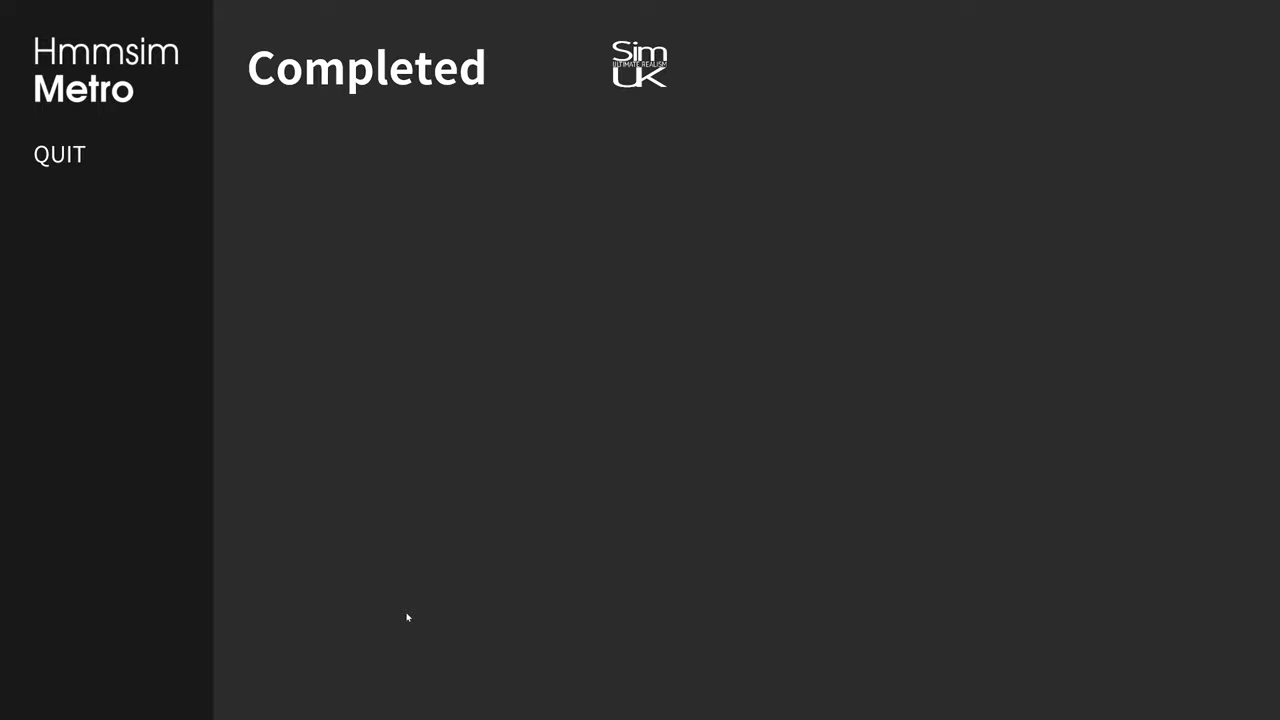 Hmmsim
Metro
QUIT
Completed
Sim
ULTIMATE REALISM
UK